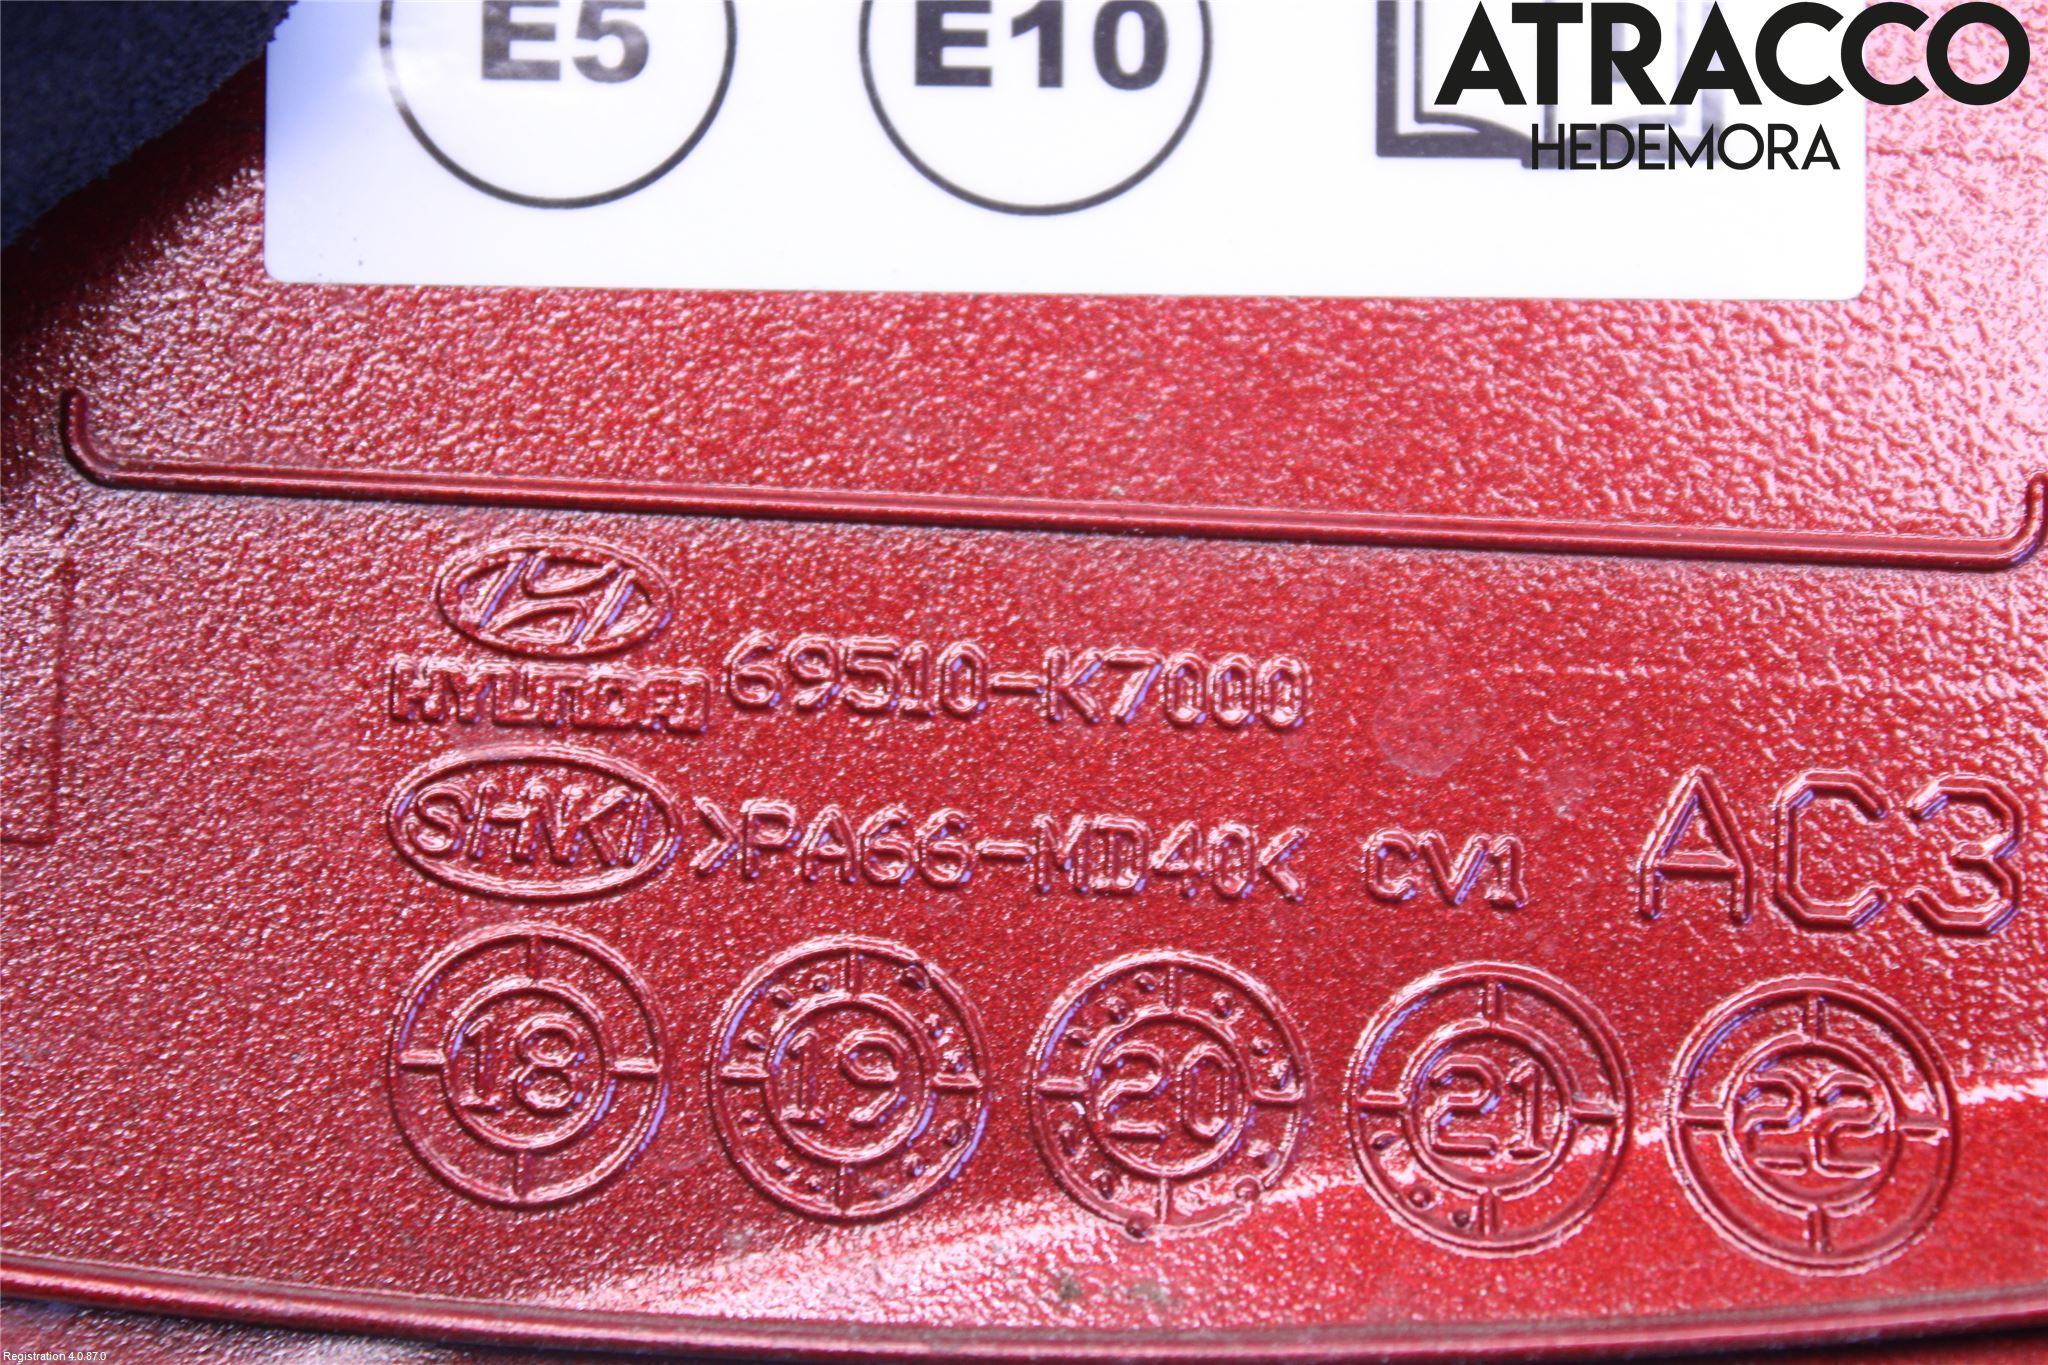 E5 E10
ATRACCO
HEDEMORA
HYUNDAI 69510-K7000
SHNKI >PA66-MD40< CV1 AC3
18 19 20 21 22
Registration 4.0.87.0